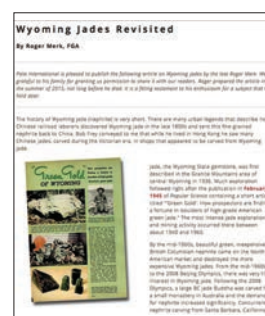 Wyoming Jades Revisited
By Roger Merk, FGA
Pala International is pleased to publish the following article on Wyoming jades by the late Roger Merk. We
grateful to his family for granting us permission to share it with our readers. Roger prepared the article in
the summer of 2015, not long before he died. It is a fitting testament to his enthusiasm for a subject that
held dear.
The history of Wyoming jade (nephrite) is very short. There are many urban legends that describe how
Chinese railroad laborers discovered Wyoming jade in the late 1800s and sent this fine grained
nephrite back to China. Bob Frey conveyed to me that while he lived in Hong Kong he saw many
Chinese jades, carved during the Victorian era, in shops that appeared to be carved from Wyoming
jade.
Green Gold
OF WYOMING
Jade, the Wyoming State gemstone, was first
described in the Granite Mountains area of
central Wyoming in 1936. Much exploration
followed right after the publication in February
1945 of Popular Science containing a short article
titled "Green Gold: How prospectors are finding
a fortune in boulders of high-grade American
green jade." The most intense jade exploration
and mining activity occurred there between
about 1940 and 1960.
By the mid-1960s, beautiful green, inexpensive
British Columbian nephrite came on the North
American market and destroyed the more
expensive Wyoming jades. From the mid-1960s
to the 2008 Beijing Olympics, there was very little
interest in Wyoming jade. Following the 2008
Olympics, a large BC jade Buddha was carved for
a small monastery in Australia and the demand
for nephrite increased significantly. Concurrently,
nephrite carving from Santa Barbara, California